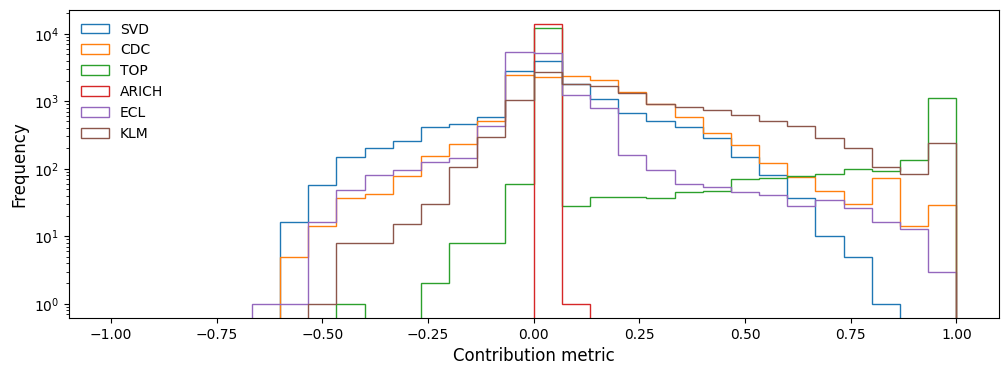 SVD
CDC
TOP
ARICH
ECL
KLM
Frequency
10⁴
10³
10²
10¹
10⁰
−1.00 −0.75 −0.50 −0.25 0.00 0.25 0.50 0.75 1.00
Contribution metric